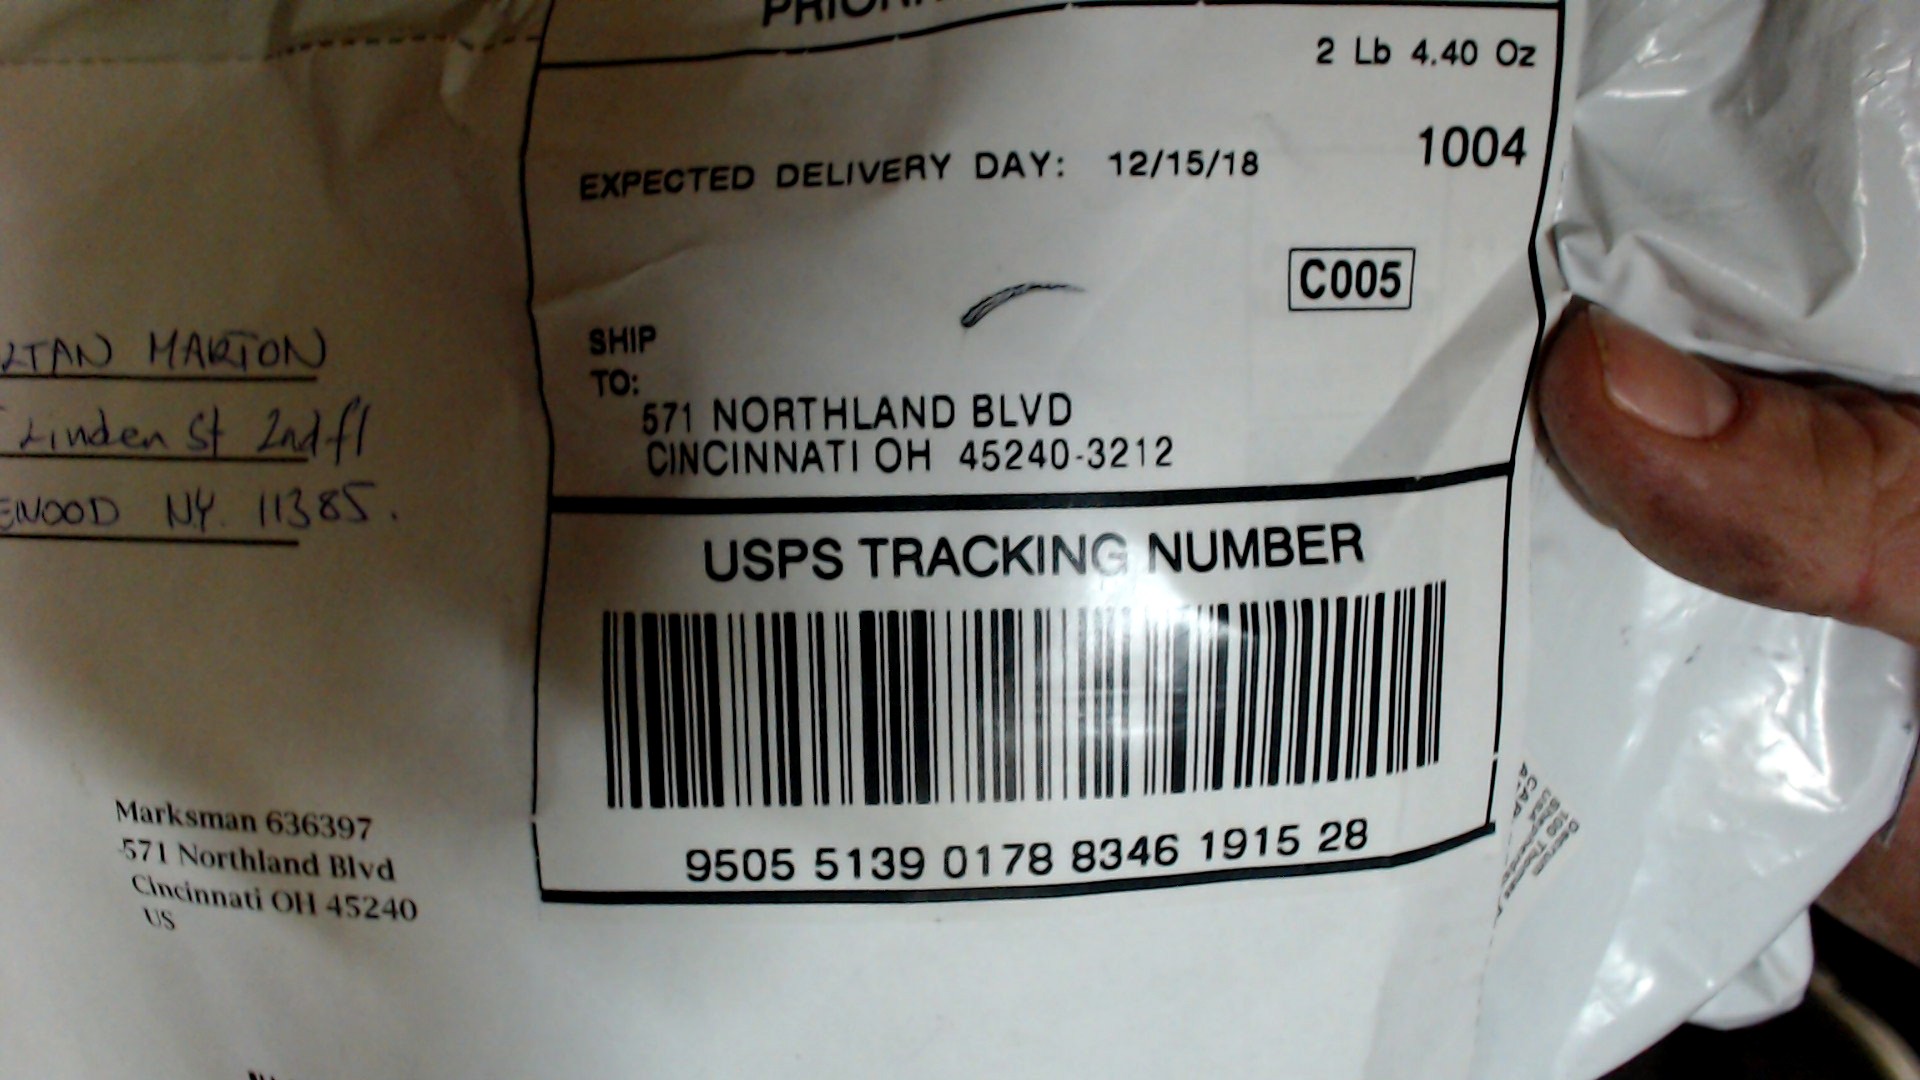 2 Lb 4.40 Oz
1004
EXPECTED DELIVERY DAY: 12/15/18
C005
SHIP
TO:
571 NORTHLAND BLVD
CINCINNATI OH 45240-3212
USPS TRACKING NUMBER
9505 5139 0178 8346 1915 28
MARTON
Linden St 2nd fl
NY. 11385.
Marksman 636397
571 Northland Blvd
Cincinnati OH 45240
US